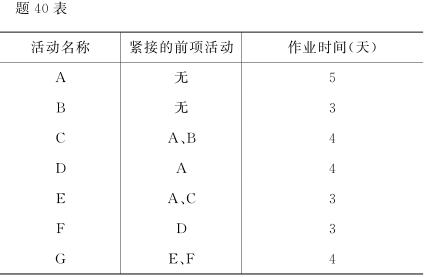 题 40 表
活动名称 紧接的前项活动 作业时间(天)
A 无 5
B 无 3
C A、B 4
D A 4
E A、C 3
F D 3
G E、F 4